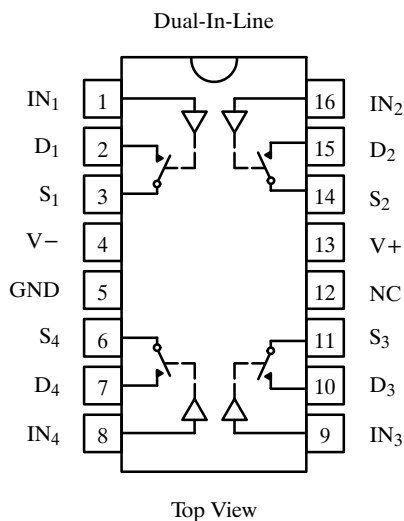 Dual-In-Line
IN1 1 16 IN2
D1 2 15 D2
S1 3 14 S2
V− 4 13 V+
GND 5 12 NC
S4 6 11 S3
D4 7 10 D3
IN4 8 9 IN3
Top View